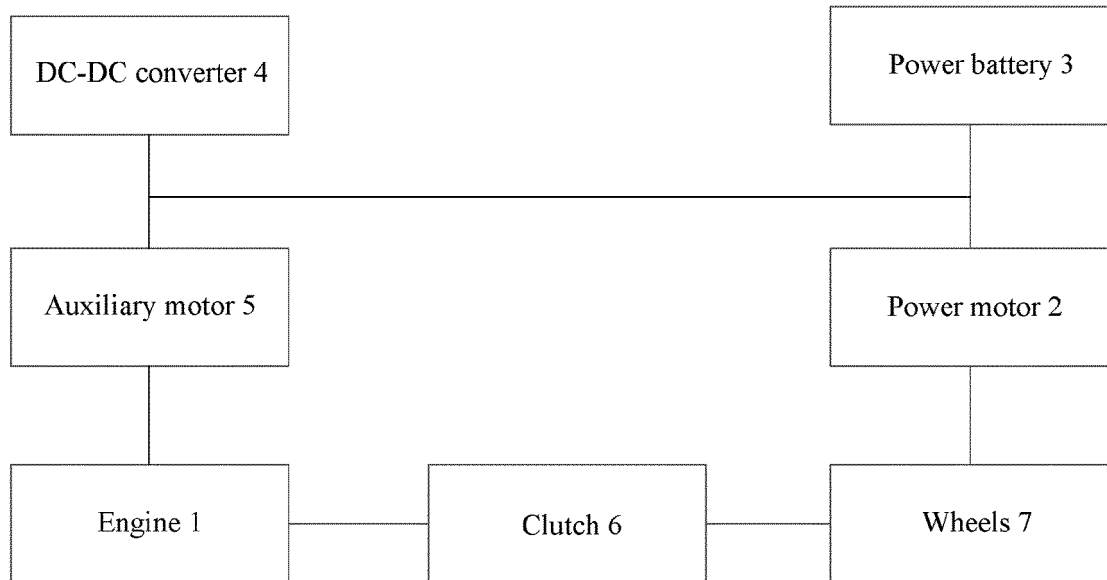 DC-DC converter 4
Power battery 3
Auxiliary motor 5
Power motor 2
Engine 1
Clutch 6
Wheels 7